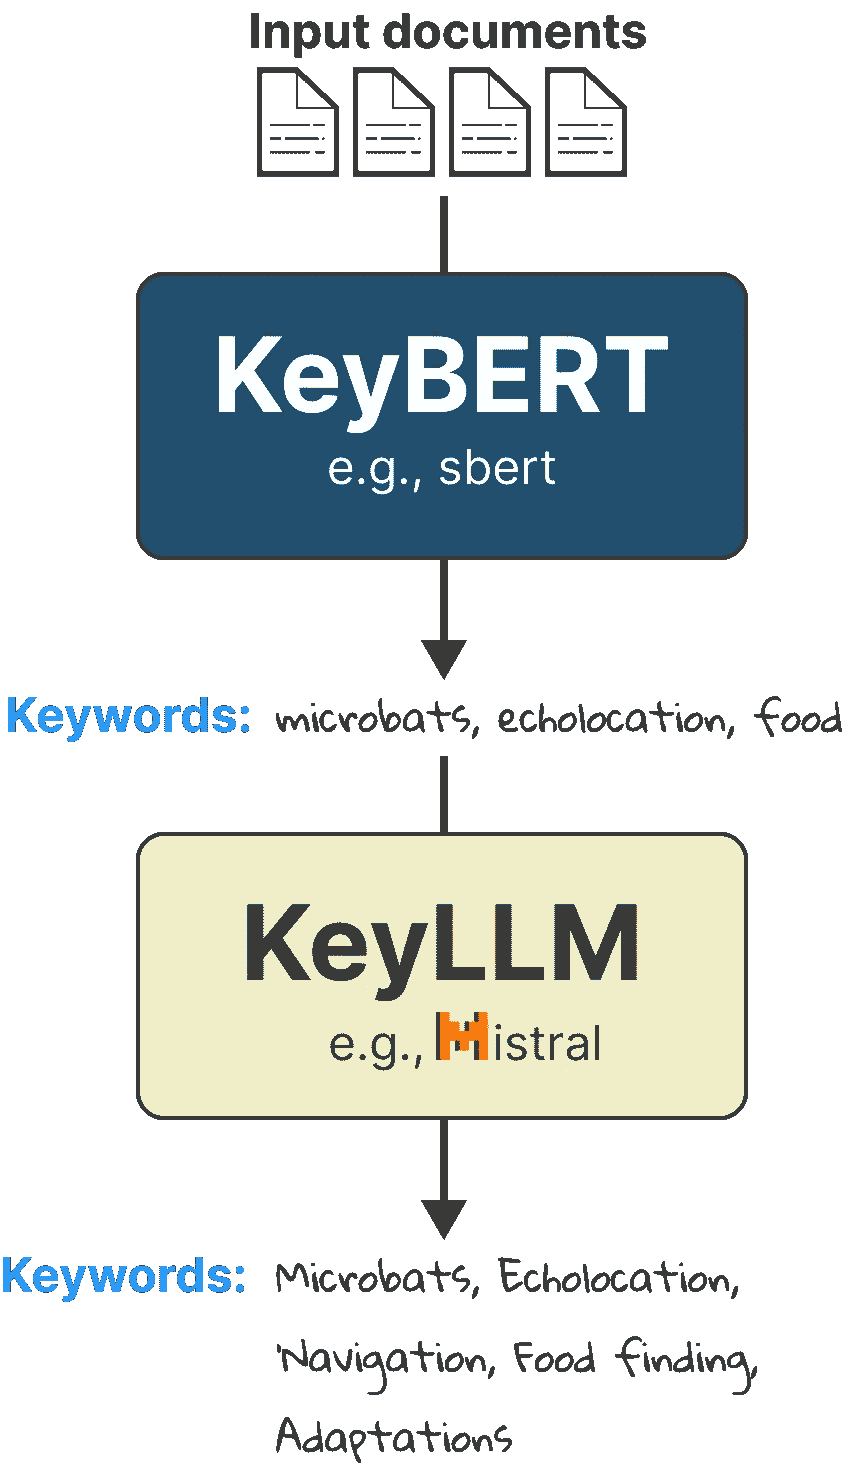 Input documents
KeyBERT
e.g., sbert
Keywords: microbats, echolocation, food
KeyLLM
e.g., Mistral
Keywords: Microbats, Echolocation,
'Navigation, Food finding,
Adaptations